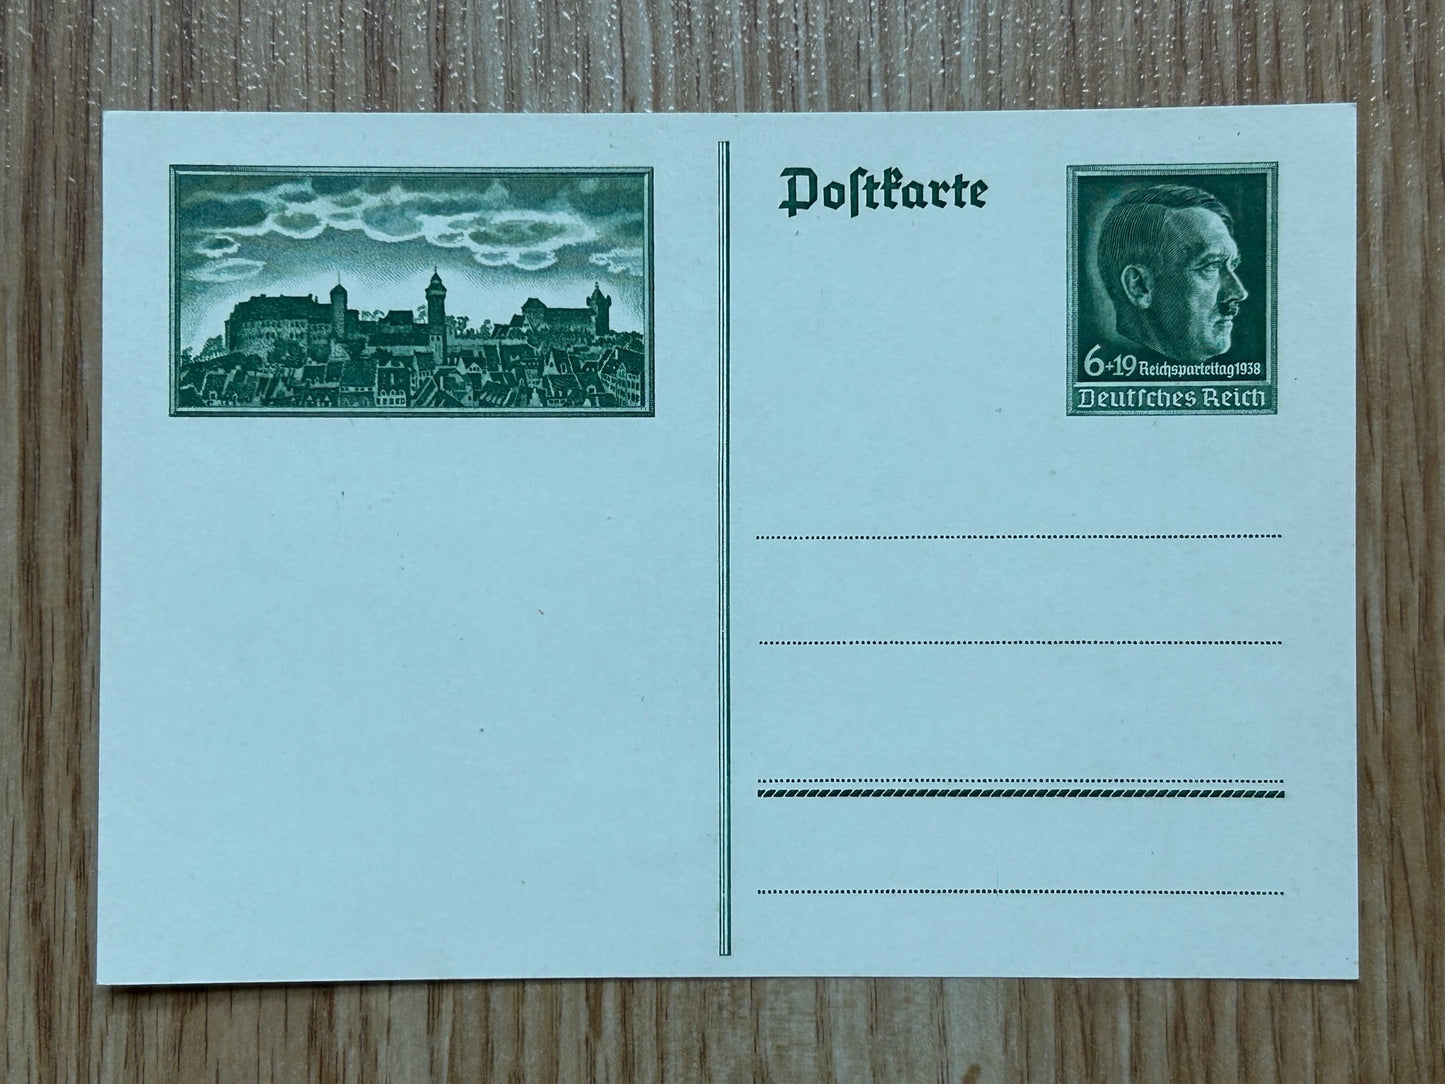 Poſtkarte
6+19 Reichsparteitag 1938
Deutſches Reich